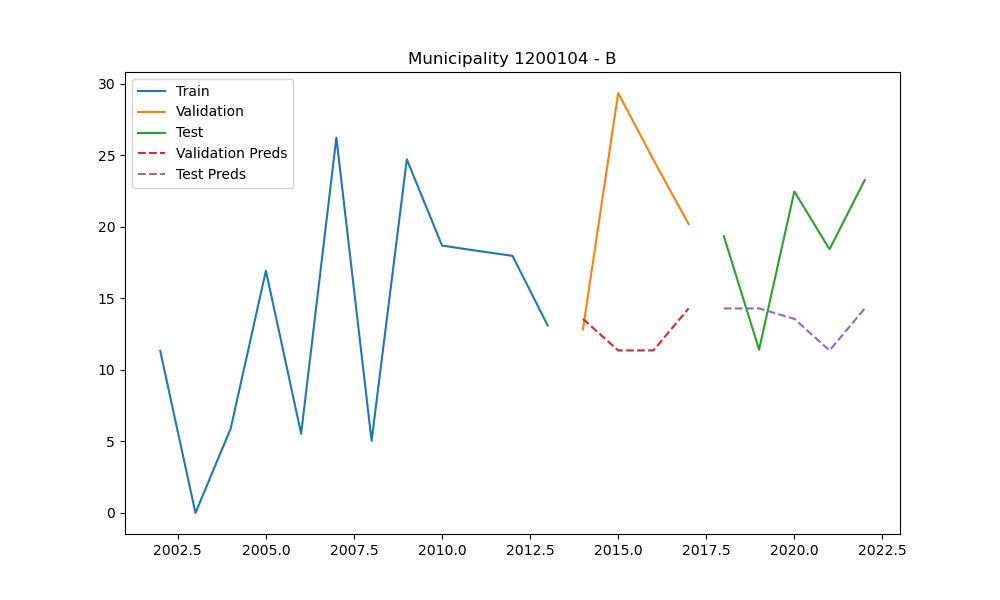 Municipality 1200104 - B
Train
Validation
Test
Validation Preds
Test Preds
30
25
20
15
10
5
0
2002.5 2005.0 2007.5 2010.0 2012.5 2015.0 2017.5 2020.0 2022.5